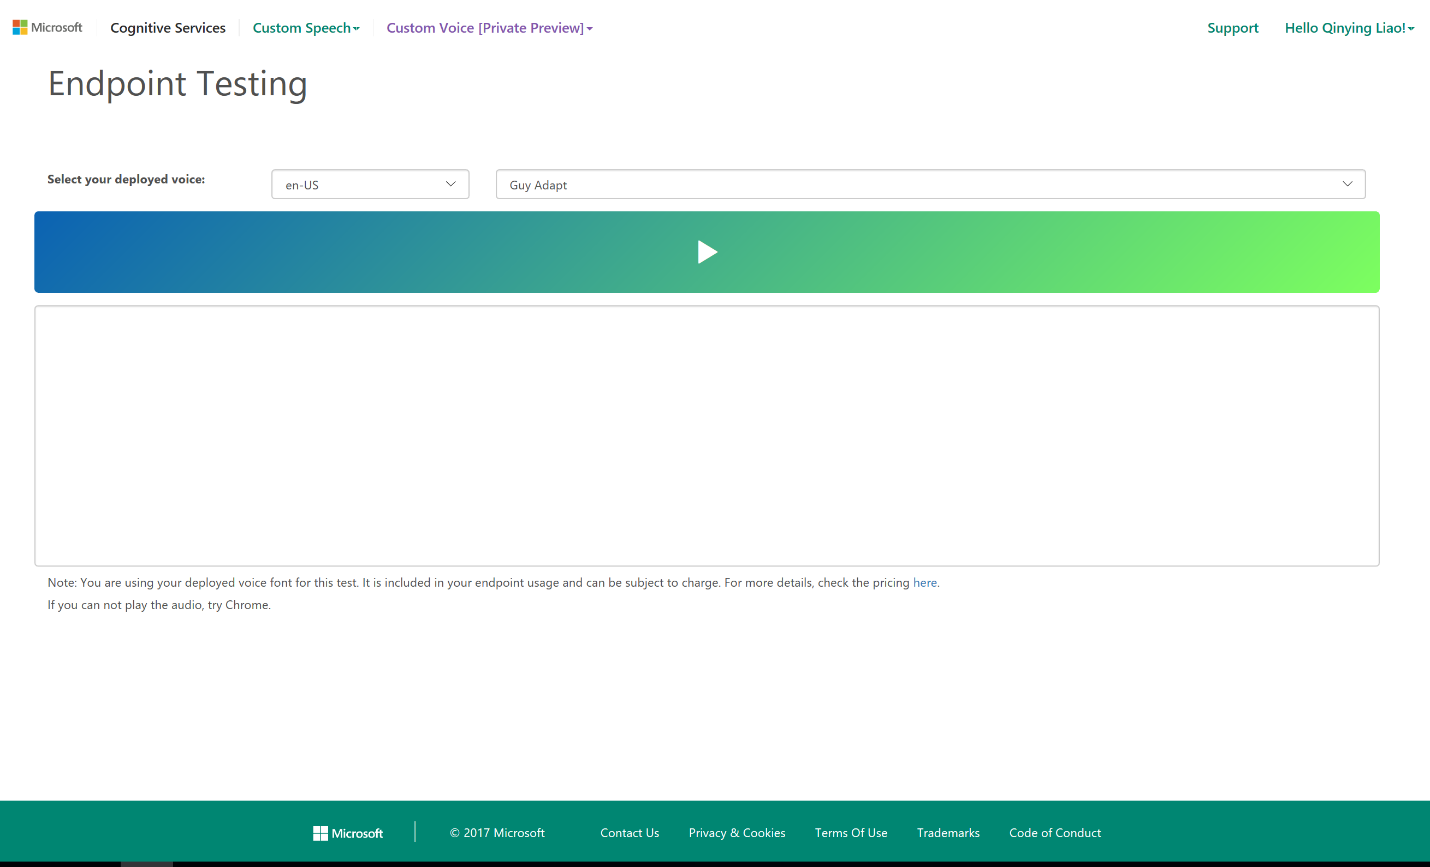 Microsoft Cognitive Services Custom Speech Custom Voice [Private Preview] Support Hello Qinying Liao!
Endpoint Testing
Select your deployed voice: en-US Guy Adapt
Note: You are using your deployed voice font for this test. It is included in your endpoint usage and can be subject to charge. For more details, check the pricing here.
If you can not play the audio, try Chrome.
Microsoft © 2017 Microsoft Contact Us Privacy & Cookies Terms Of Use Trademarks Code of Conduct